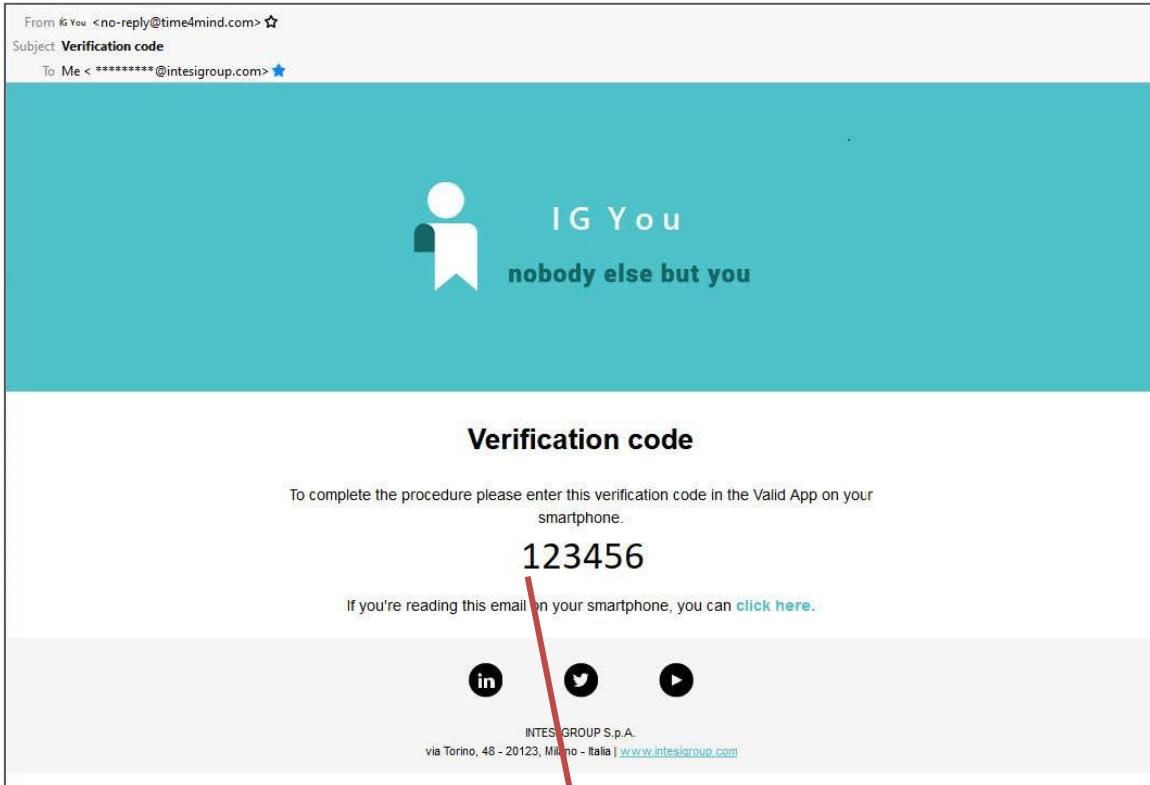 From IG You <no-reply@time4mind.com>
Subject Verification code
To Me < *********@intesigroup.com>
IG You
nobody else but you
Verification code
To complete the procedure please enter this verification code in the Valid App on your
smartphone.
123456
If you're reading this email on your smartphone, you can click here.
in
INTESI GROUP S.p.A.
via Torino, 48 - 20123, Milano - Italia | www.intesigroup.com